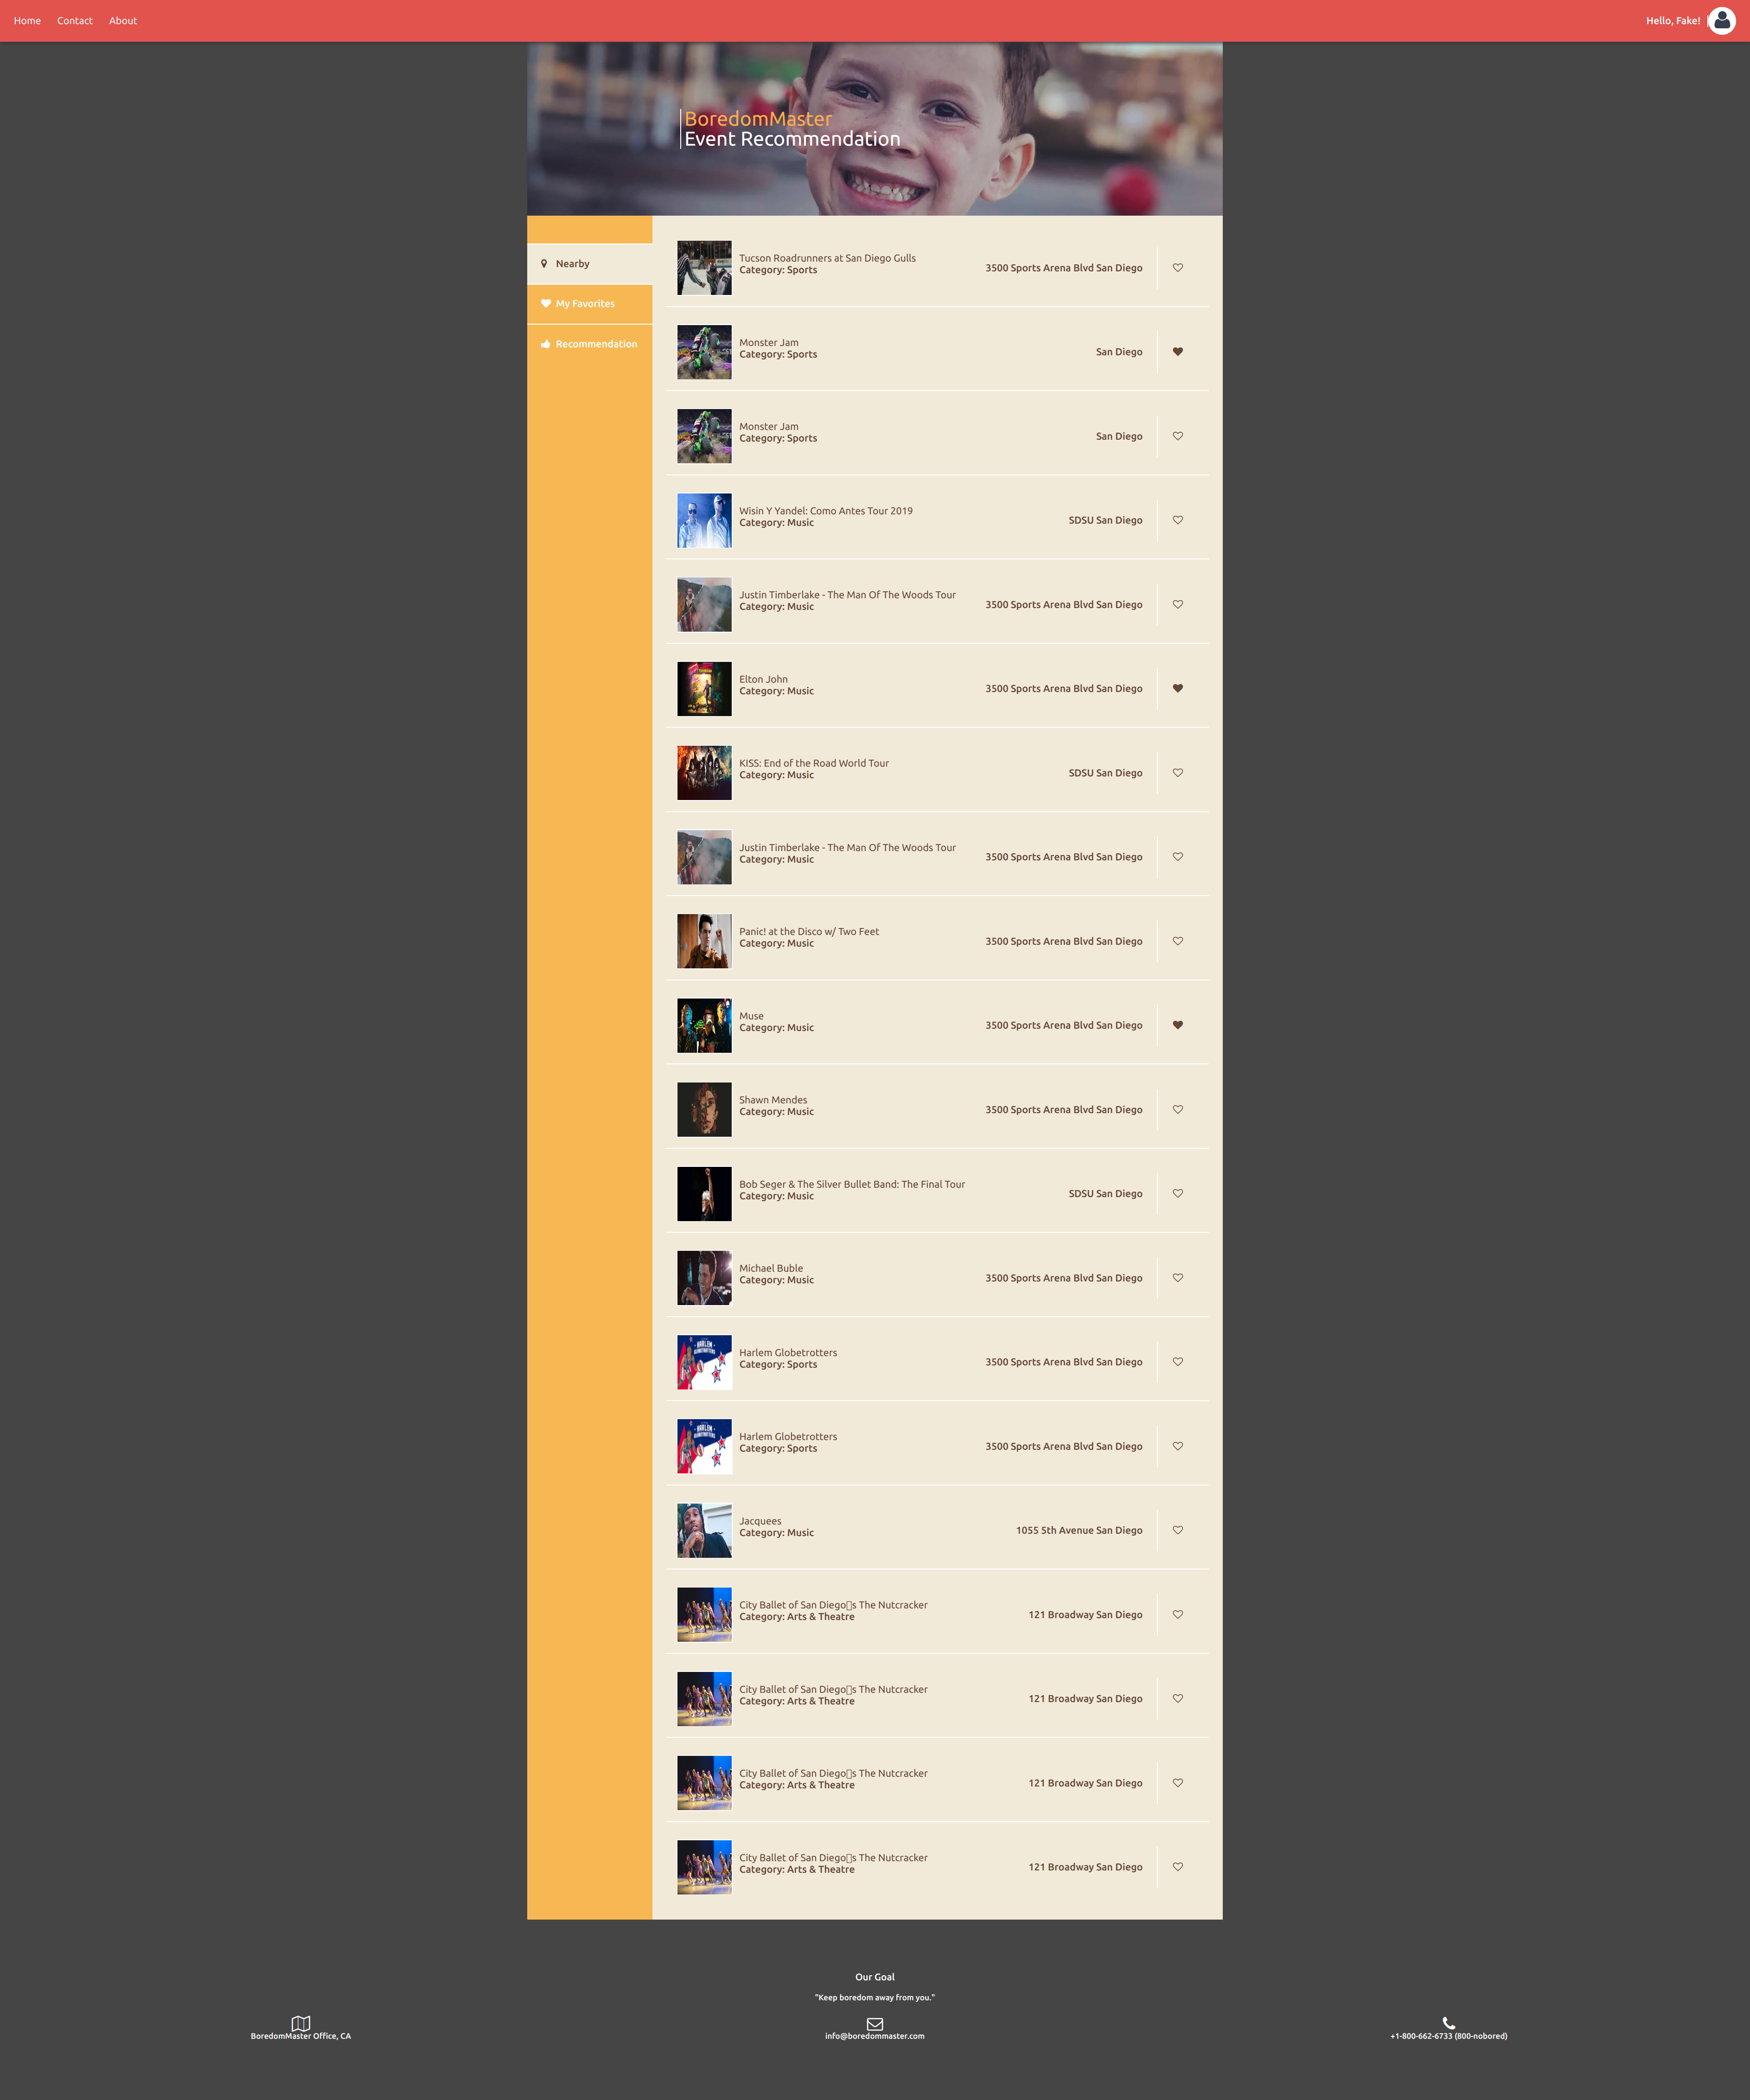 Home Contact About Hello, Fake!
BoredomMaster
Event Recommendation
Nearby
My Favorites
Recommendation
Tucson Roadrunners at San Diego Gulls
Category: Sports
3500 Sports Arena Blvd San Diego
Monster Jam
Category: Sports
San Diego
Monster Jam
Category: Sports
San Diego
Wisin Y Yandel: Como Antes Tour 2019
Category: Music
SDSU San Diego
Justin Timberlake - The Man Of The Woods Tour
Category: Music
3500 Sports Arena Blvd San Diego
Elton John
Category: Music
3500 Sports Arena Blvd San Diego
KISS: End of the Road World Tour
Category: Music
SDSU San Diego
Justin Timberlake - The Man Of The Woods Tour
Category: Music
3500 Sports Arena Blvd San Diego
Panic! at the Disco w/ Two Feet
Category: Music
3500 Sports Arena Blvd San Diego
Muse
Category: Music
3500 Sports Arena Blvd San Diego
Shawn Mendes
Category: Music
3500 Sports Arena Blvd San Diego
Bob Seger & The Silver Bullet Band: The Final Tour
Category: Music
SDSU San Diego
Michael Buble
Category: Music
3500 Sports Arena Blvd San Diego
HARLEM
Harlem Globetrotters
Category: Sports
3500 Sports Arena Blvd San Diego
HARLEM
Harlem Globetrotters
Category: Sports
3500 Sports Arena Blvd San Diego
Jacquees
Category: Music
1055 5th Avenue San Diego
City Ballet of San Diego▯s The Nutcracker
Category: Arts & Theatre
121 Broadway San Diego
City Ballet of San Diego▯s The Nutcracker
Category: Arts & Theatre
121 Broadway San Diego
City Ballet of San Diego▯s The Nutcracker
Category: Arts & Theatre
121 Broadway San Diego
City Ballet of San Diego▯s The Nutcracker
Category: Arts & Theatre
121 Broadway San Diego
Our Goal
"Keep boredom away from you."
BoredomMaster Office, CA
info@boredommaster.com
+1-800-662-6733 (800-nobored)